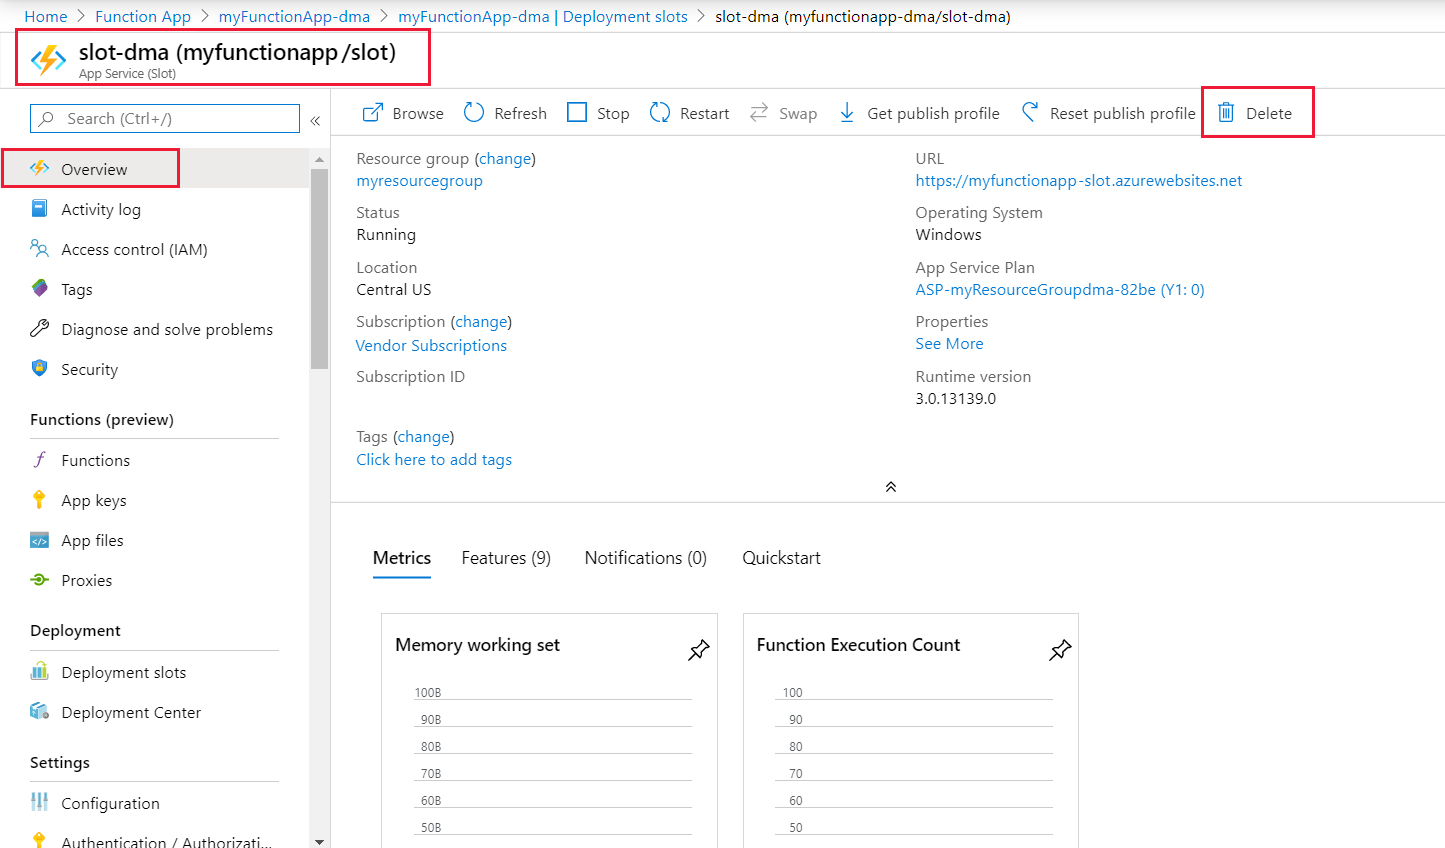 Home > Function App > myFunctionApp-dma > myFunctionApp-dma | Deployment slots > slot-dma (myfunctionapp-dma/slot-dma)
slot-dma (myfunctionapp /slot)
App Service (Slot)
Search (Ctrl+/)
«
Overview
Activity log
Access control (IAM)
Tags
Diagnose and solve problems
Security
Functions (preview)
Functions
App keys
App files
Proxies
Deployment
Deployment slots
Deployment Center
Settings
Configuration
Authentication / Authorizati...
Browse Refresh Stop Restart Swap Get publish profile Reset publish profile Delete
Resource group (change)
myresourcegroup
Status
Running
Location
Central US
Subscription (change)
Vendor Subscriptions
Subscription ID
Tags (change)
Click here to add tags
URL
https://myfunctionapp-slot.azurewebsites.net
Operating System
Windows
App Service Plan
ASP-myResourceGroupdma-82be (Y1: 0)
Properties
See More
Runtime version
3.0.13139.0
Metrics Features (9) Notifications (0) Quickstart
Memory working set
100B
90B
80B
70B
60B
50B
Function Execution Count
100
90
80
70
60
50